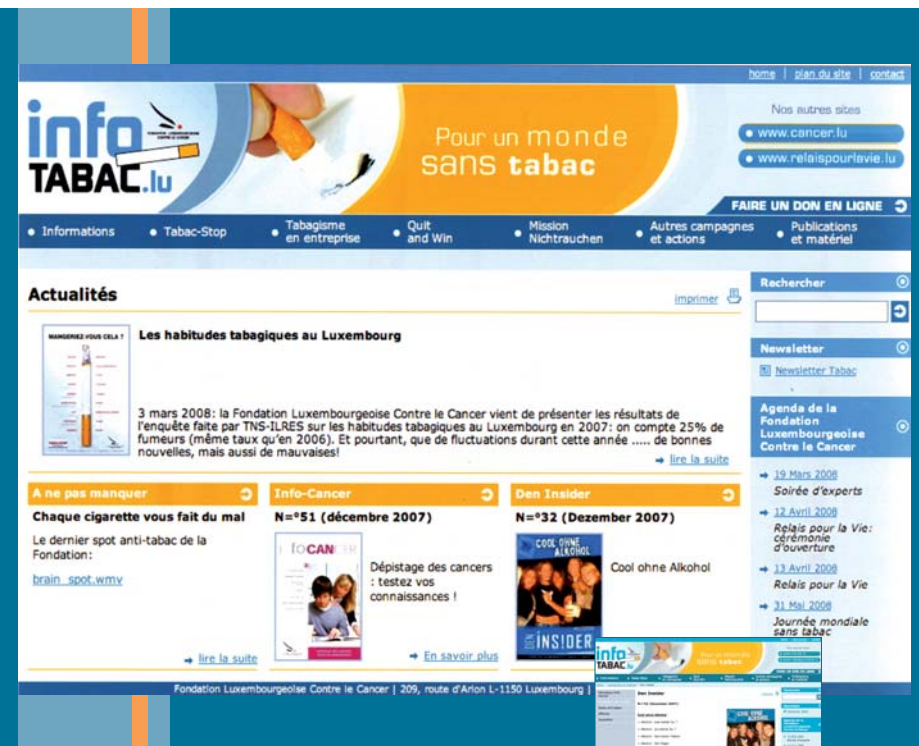 home | plan du site | contact
info
TABAC.lu
Pour un monde
sans tabac
Nos autres sites
www.cancer.lu
www.relaispourlavie.lu
FAIRE UN DON EN LIGNE
Informations
Tabac-Stop
Tabagisme
en entreprise
Quit
and Win
Mission
Nichtrauchen
Autres campagnes
et actions
Publications
et matériel
Actualités
imprimer
MANGERIEZ-VOUS CELA ?
Les habitudes tabagiques au Luxembourg
3 mars 2008: la Fondation Luxembourgeoise Contre le Cancer vient de présenter les résultats de
l'enquête faite par TNS-ILRES sur les habitudes tabagiques au Luxembourg en 2007: on compte 25% de
fumeurs (même taux qu'en 2006). Et pourtant, que de fluctuations durant cette année ..... de bonnes
nouvelles, mais aussi de mauvaises!
lire la suite
A ne pas manquer
Chaque cigarette vous fait du mal
Le dernier spot anti-tabac de la
Fondation:
brain_spot.wmv
lire la suite
Info-Cancer
N=°51 (décembre 2007)
Dépistage des cancers
: testez vos
connaissances !
En savoir plus
Den Insider
N=°32 (Dezember 2007)
COOL OHNE
ALKOHOL
DEN INSIDER
Cool ohne Alkohol
Rechercher
Newsletter
Newsletter Tabac
Agenda de la
Fondation
Luxembourgeoise
Contre le Cancer
19 Mars 2008
Soirée d'experts
12 Avril 2008
Relais pour la Vie:
cérémonie
d'ouverture
13 Avril 2008
Relais pour la Vie
31 Mai 2008
Journée mondiale
sans tabac
Fondation Luxembourgeoise Contre le Cancer | 209, route d'Arlon L-1150 Luxembourg |
info
TABAC.lu
Den Insider
COOL OHNE
ALKOHOL